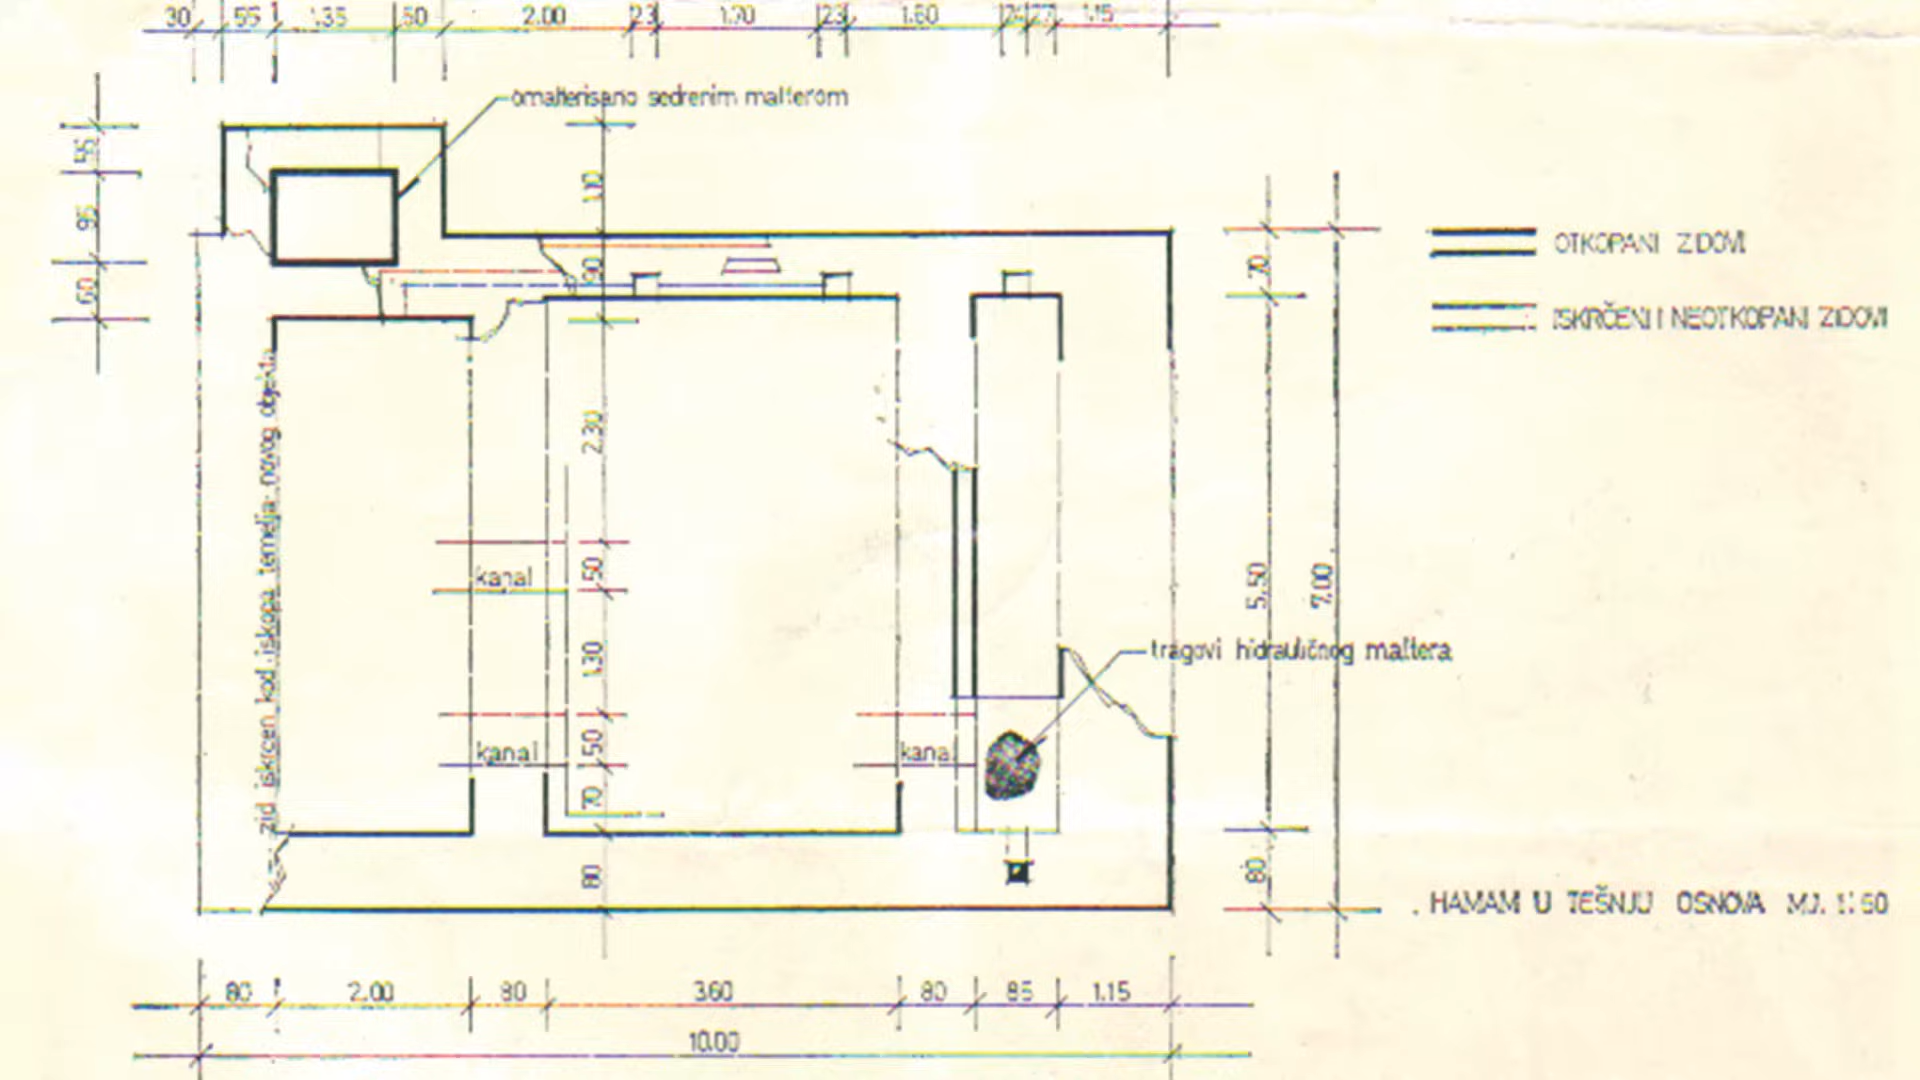 30 55 1.35 50 2.00 23 1.70 23 1.60 1.15
omalterisano sedrenim malterom
55
95
60
1.10
90
2.30
50
1.30
50
70
80
70
5.50
7.00
80
OTKOPANI ZIDOVI
ISKRČENI I NEOTKOPANI ZIDOVI
zid iskrcen kod iskopa temelja novog objekta
kanal
kanal
kanal
tragovi hidrauličnog maltera
HAMAM U TEŠNJU OSNOVA MJ. 1:50
80 2.00 80 3.60 80 85 1.15
10.00